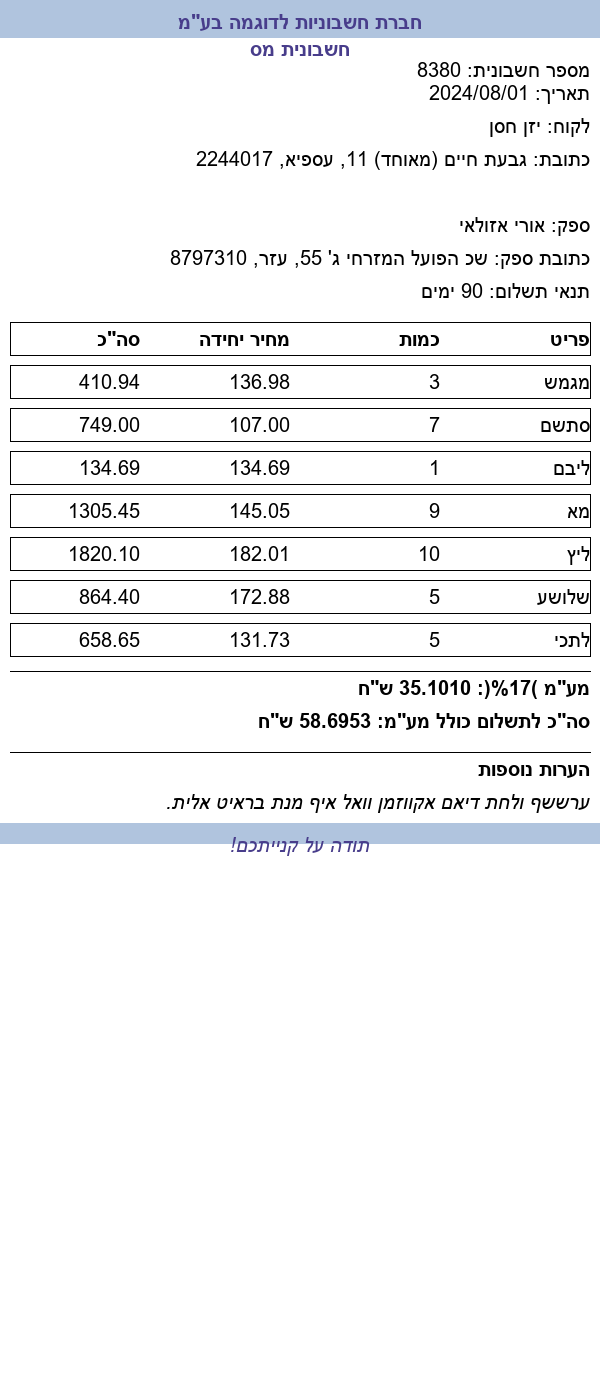 חברת חשבוניות לדוגמה בע"מ
חשבונית מס
מספר חשבונית: 8380
תאריך: 2024/08/01
לקוח: יזן חסן
כתובת: גבעת חיים (מאוחד) 11, עספיא, 2244017
ספק: אורי אזולאי
כתובת ספק: שכ הפועל המזרחי ג' 55, עזר, 8797310
תנאי תשלום: 90 ימים
פריט כמות מחיר יחידה סה"כ
מגמש 3 136.98 410.94
סתשם 7 107.00 749.00
ליבם 1 134.69 134.69
מא 9 145.05 1305.45
ליץ 10 182.01 1820.10
שלושע 5 172.88 864.40
לתכי 5 131.73 658.65
מע"מ )17%(: 35.1010 ש"ח
סה"כ לתשלום כולל מע"מ: 58.6953 ש"ח
הערות נוספות
ערששף ולחת דיאם אקווזמן וואל איף מנת בראיט אלית.
תודה על קנייתכם!